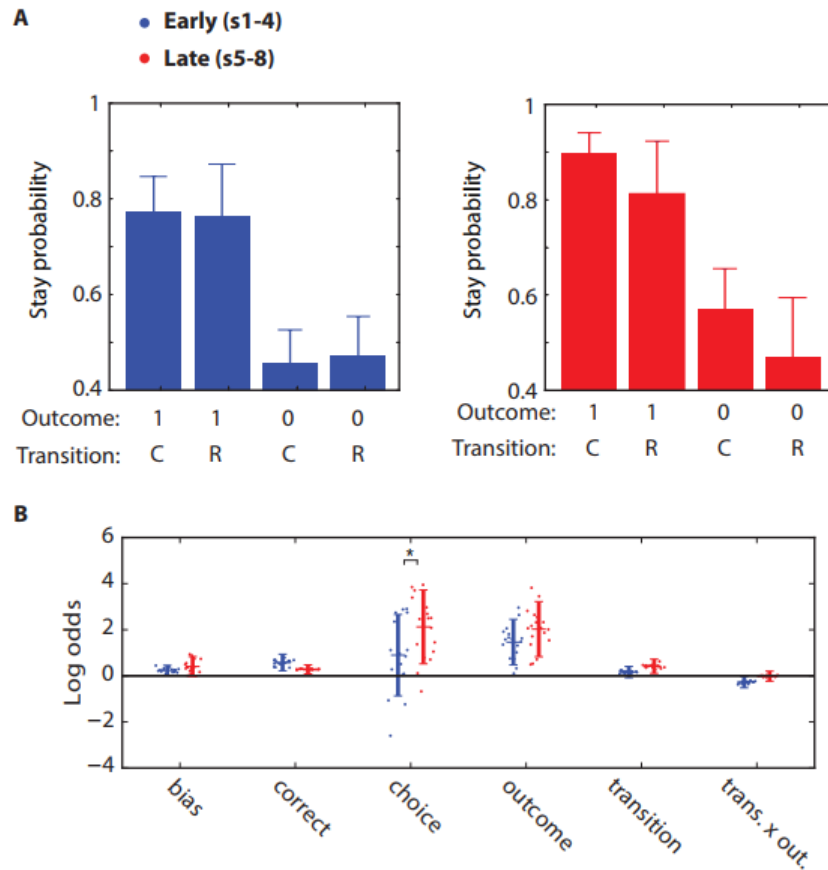 A
Early (s1-4)
Late (s5-8)
1
0.8
0.6
0.4
Stay probability
Outcome: 1 1 0 0
Transition: C R C R
1
0.8
0.6
0.4
Stay probability
Outcome: 1 1 0 0
Transition: C R C R
B
6
4
2
0
−2
−4
Log odds
*
bias
correct
choice
outcome
transition
trans. x out.